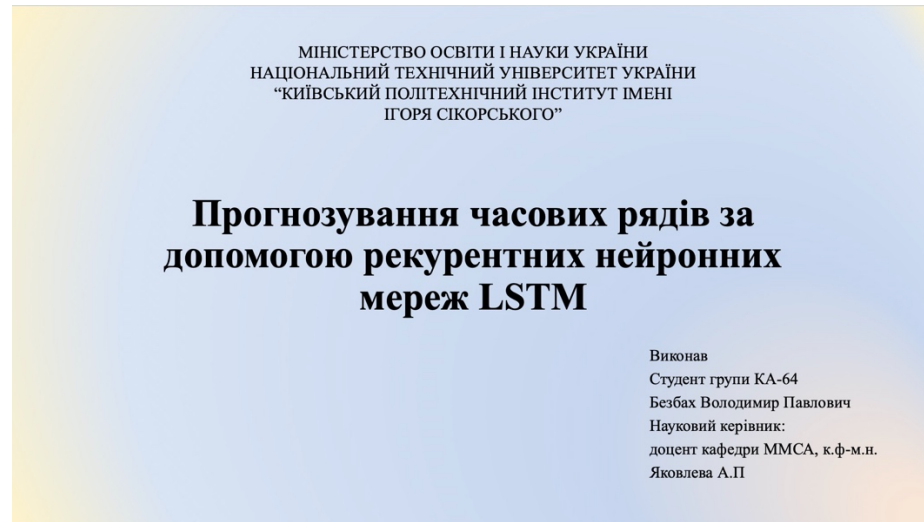 МІНІСТЕРСТВО ОСВІТИ І НАУКИ УКРАЇНИ
НАЦІОНАЛЬНИЙ ТЕХНІЧНИЙ УНІВЕРСИТЕТ УКРАЇНИ
“КИЇВСЬКИЙ ПОЛІТЕХНІЧНИЙ ІНСТИТУТ ІМЕНІ
ІГОРЯ СІКОРСЬКОГО”
Прогнозування часових рядів за
допомогою рекурентних нейронних
мереж LSTM
Виконав
Студент групи КА-64
Безбах Володимир Павлович
Науковий керівник:
доцент кафедри ММСА, к.ф-м.н.
Яковлева А.П